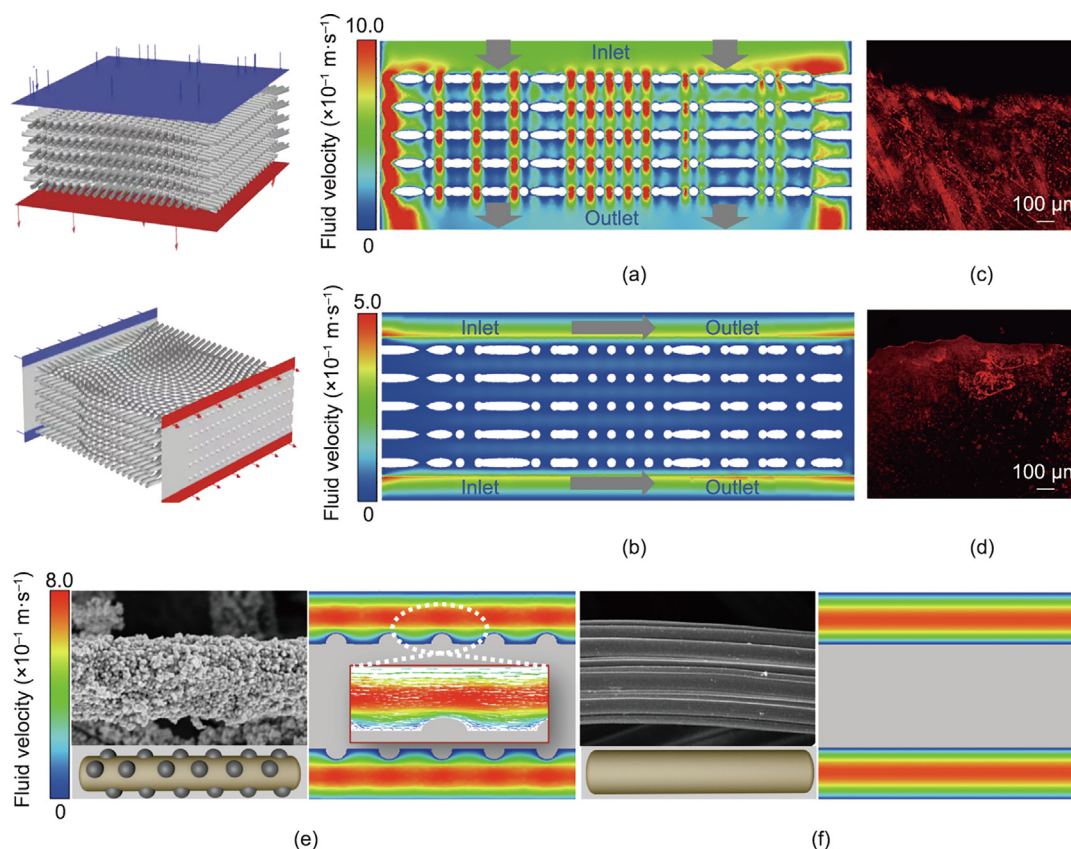 10.0
Fluid velocity (×10⁻¹ m·s⁻¹)
0
Inlet
Outlet
(a)
100 μm
(c)
5.0
Fluid velocity (×10⁻¹ m·s⁻¹)
0
Inlet
Outlet
Inlet
Outlet
(b)
100 μm
(d)
8.0
Fluid velocity (×10⁻¹ m·s⁻¹)
0
(e)
(f)